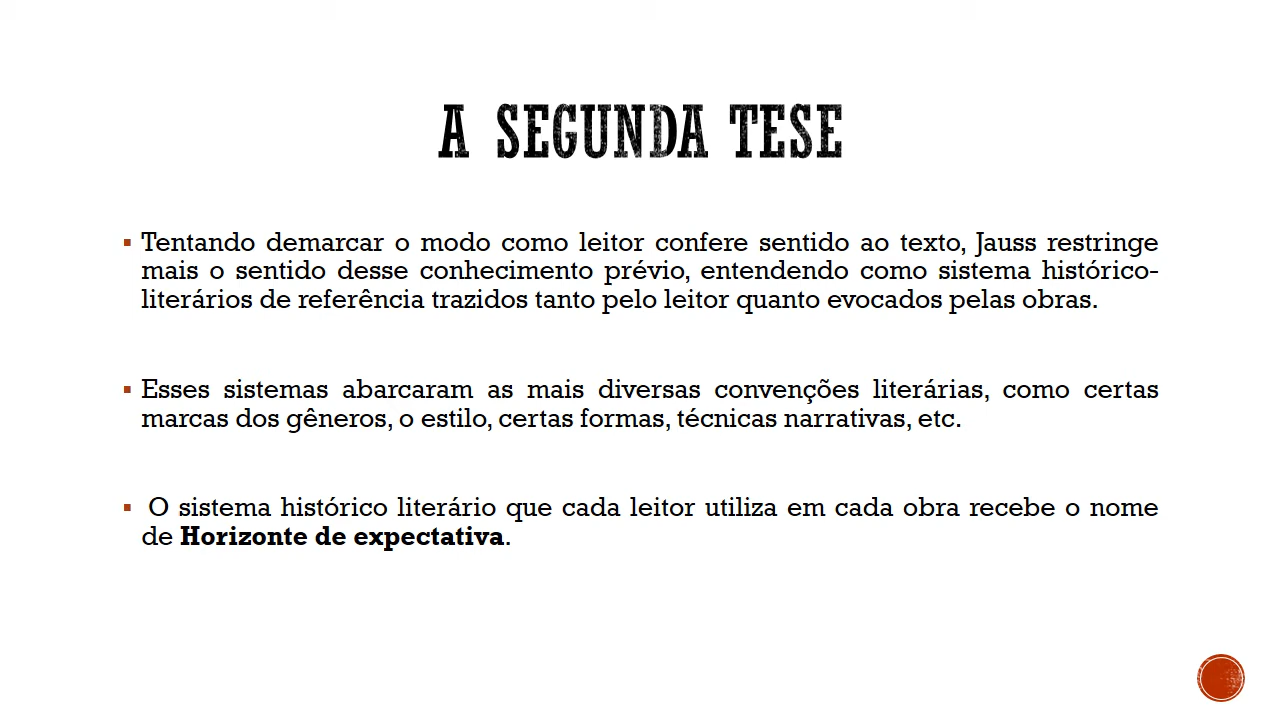 A SEGUNDA TESE
▪ Tentando demarcar o modo como leitor confere sentido ao texto, Jauss restringe
mais o sentido desse conhecimento prévio, entendendo como sistema histórico-
literários de referência trazidos tanto pelo leitor quanto evocados pelas obras.
▪ Esses sistemas abarcaram as mais diversas convenções literárias, como certas
marcas dos gêneros, o estilo, certas formas, técnicas narrativas, etc.
▪ O sistema histórico literário que cada leitor utiliza em cada obra recebe o nome
de Horizonte de expectativa.